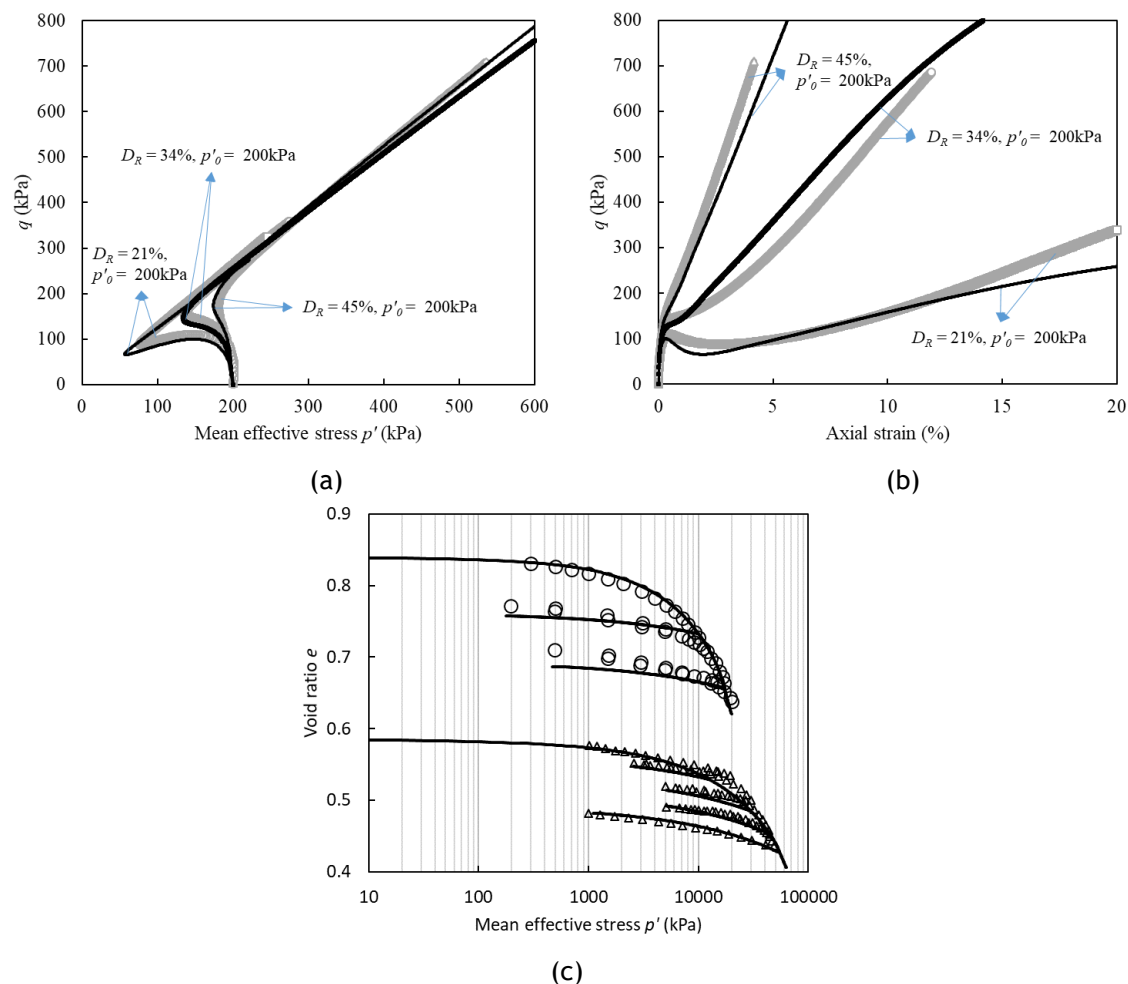 800
700
600
500
400
300
200
100
0
q (kPa)
D_R = 34%, p'_0 = 200kPa
D_R = 21%,
p'_0 = 200kPa
D_R = 45%, p'_0 = 200kPa
0 100 200 300 400 500 600
Mean effective stress p' (kPa)
(a)
800
700
600
500
400
300
200
100
0
q (kPa)
D_R = 45%,
p'_0 = 200kPa
D_R = 34%, p'_0 = 200kPa
D_R = 21%, p'_0 = 200kPa
0 5 10 15 20
Axial strain (%)
(b)
0.9
0.8
0.7
0.6
0.5
0.4
Void ratio e
10 100 1000 10000 100000
Mean effective stress p' (kPa)
(c)